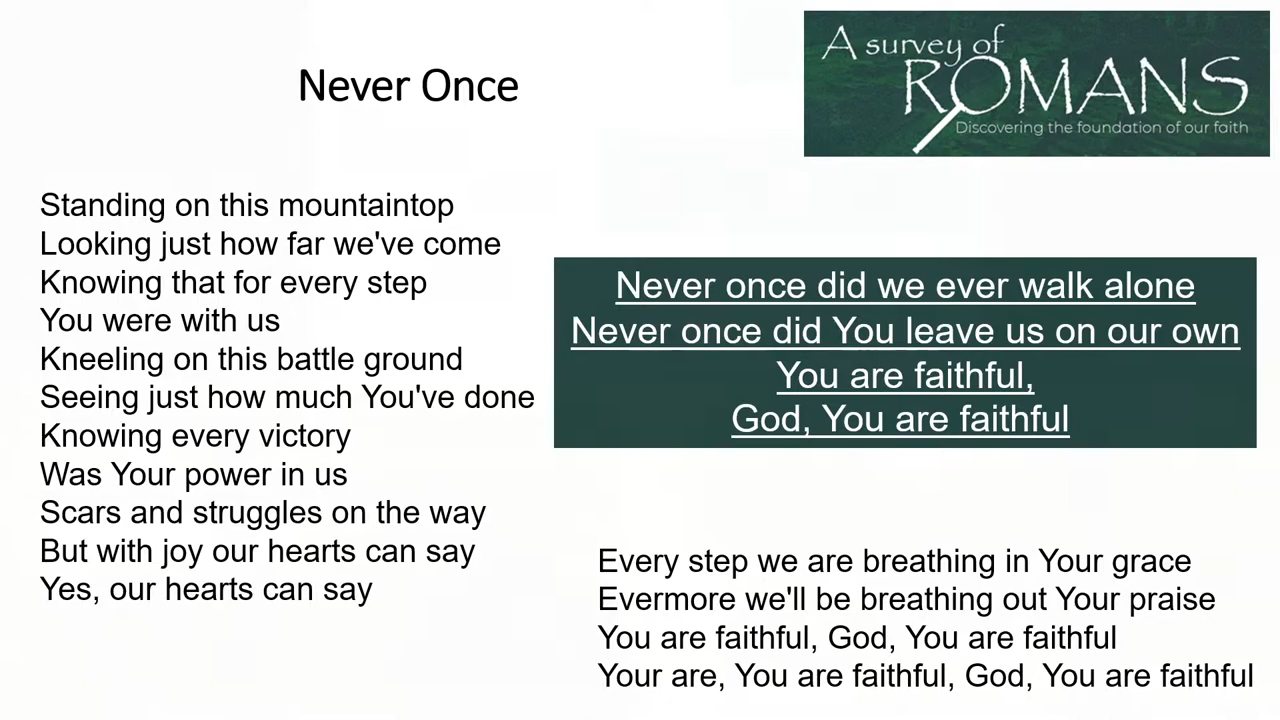 Never Once
A survey of
ROMANS
Discovering the foundation of our faith
Standing on this mountaintop
Looking just how far we've come
Knowing that for every step
You were with us
Kneeling on this battle ground
Seeing just how much You've done
Knowing every victory
Was Your power in us
Scars and struggles on the way
But with joy our hearts can say
Yes, our hearts can say
Never once did we ever walk alone
Never once did You leave us on our own
You are faithful,
God, You are faithful
Every step we are breathing in Your grace
Evermore we'll be breathing out Your praise
You are faithful, God, You are faithful
Your are, You are faithful, God, You are faithful